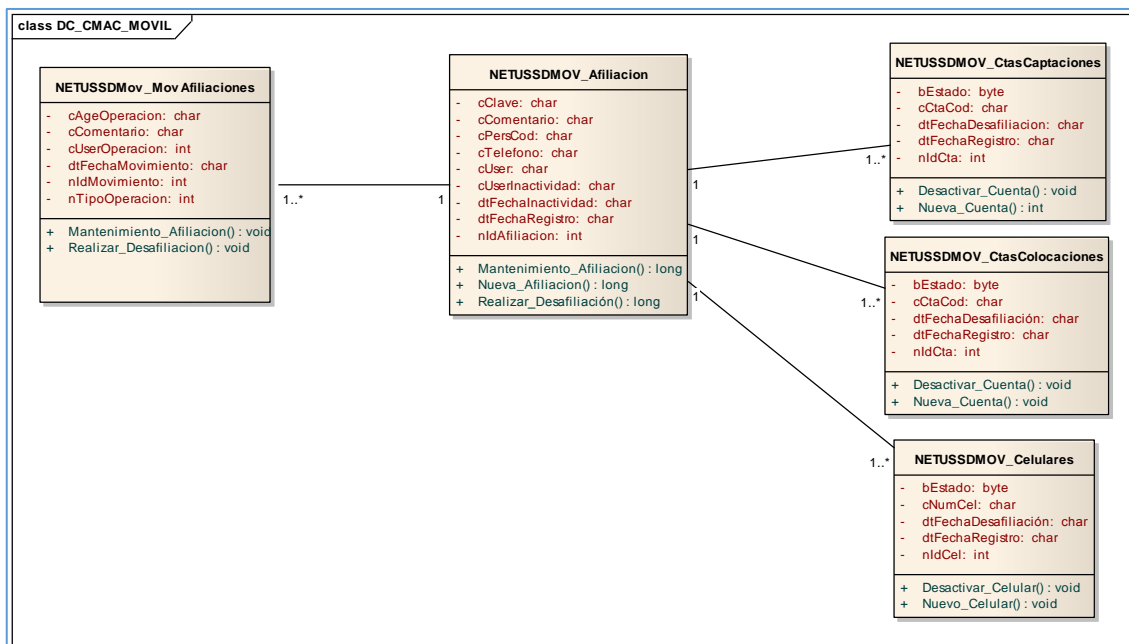 class DC_CMAC_MOVIL
NETUSSDMov_MovAfiliaciones
- cAgeOperacion: char
- cComentario: char
- cUserOperacion: int
- dtFechaMovimiento: char
- nIdMovimiento: int
- nTipoOperacion: int
+ Mantenimiento_Afiliacion() : void
+ Realizar_Desafiliacion() : void
1..*
1
NETUSSDMOV_Afiliacion
- cClave: char
- cComentario: char
- cPersCod: char
- cTelefono: char
- cUser: char
- cUserInactividad: char
- dtFechaInactividad: char
- dtFechaRegistro: char
- nIdAfiliacion: int
+ Mantenimiento_Afiliacion() : long
+ Nueva_Afiliacion() : long
+ Realizar_Desafiliación() : long
1
1..*
1
1..*
1
1..*
NETUSSDMOV_CtasCaptaciones
- bEstado: byte
- cCtaCod: char
- dtFechaDesafiliacion: char
- dtFechaRegistro: char
- nIdCta: int
+ Desactivar_Cuenta() : void
+ Nueva_Cuenta() : int
NETUSSDMOV_CtasColocaciones
- bEstado: byte
- cCtaCod: char
- dtFechaDesafiliación: char
- dtFechaRegistro: char
- nIdCta: int
+ Desactivar_Cuenta() : void
+ Nueva_Cuenta() : void
NETUSSDMOV_Celulares
- bEstado: byte
- cNumCel: char
- dtFechaDesafiliación: char
- dtFechaRegistro: char
- nIdCel: int
+ Desactivar_Celular() : void
+ Nuevo_Celular() : void